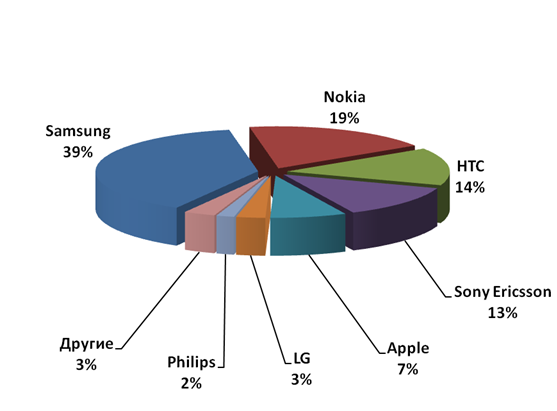 Nokia
19%
Samsung
39%
HTC
14%
Sony Ericsson
13%
Apple
7%
LG
3%
Philips
2%
Другие
3%